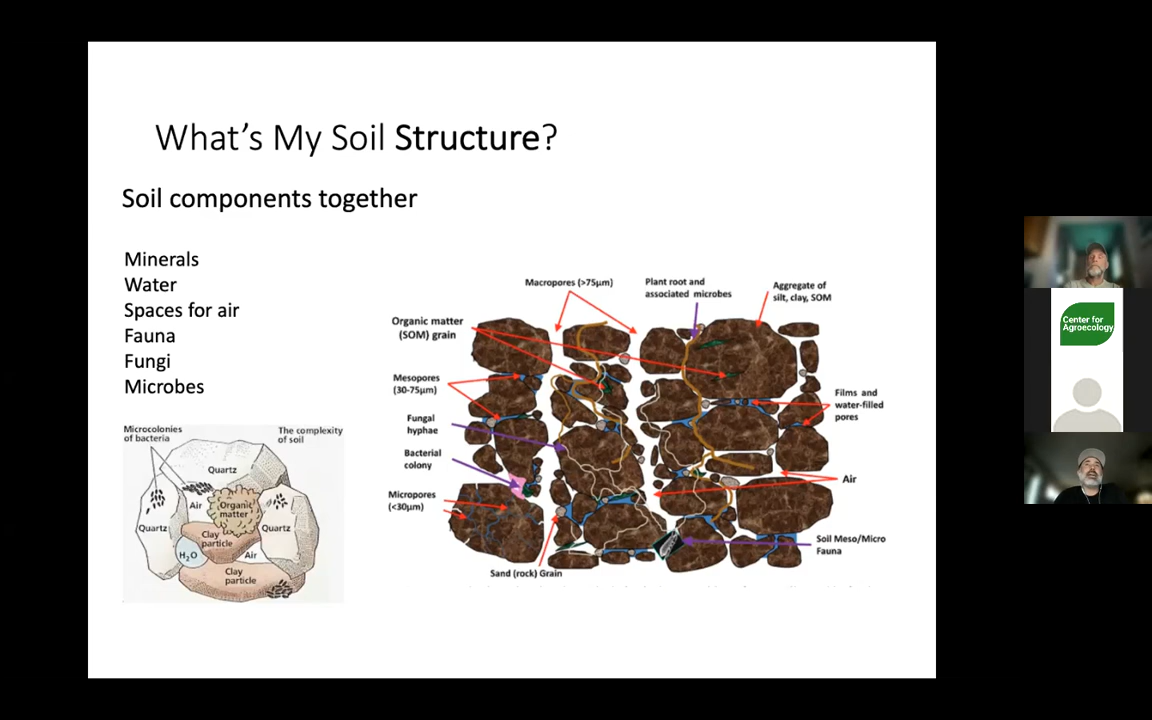 What's My Soil Structure?
Soil components together
Minerals
Water
Spaces for air
Fauna
Fungi
Microbes
Microcolonies
of bacteria
The complexity
of soil
Quartz
Air
Organic
matter
Quartz
Quartz
Clay
particle
H₂O
Air
Clay
particle
Macropores (>75µm)
Plant root and
associated microbes
Aggregate of
silt, clay, SOM
Organic matter
(SOM) grain
Mesopores
(30-75µm)
Fungal
hyphae
Bacterial
colony
Micropores
(<30µm)
Sand (rock) Grain
Films and
water-filled
pores
Air
Soil Meso/Micro
Fauna
Center for
Agroecology